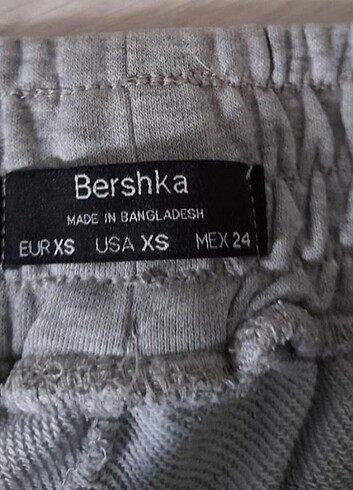 Bershka
MADE IN BANGLADESH
EUR XS USA XS MEX 24